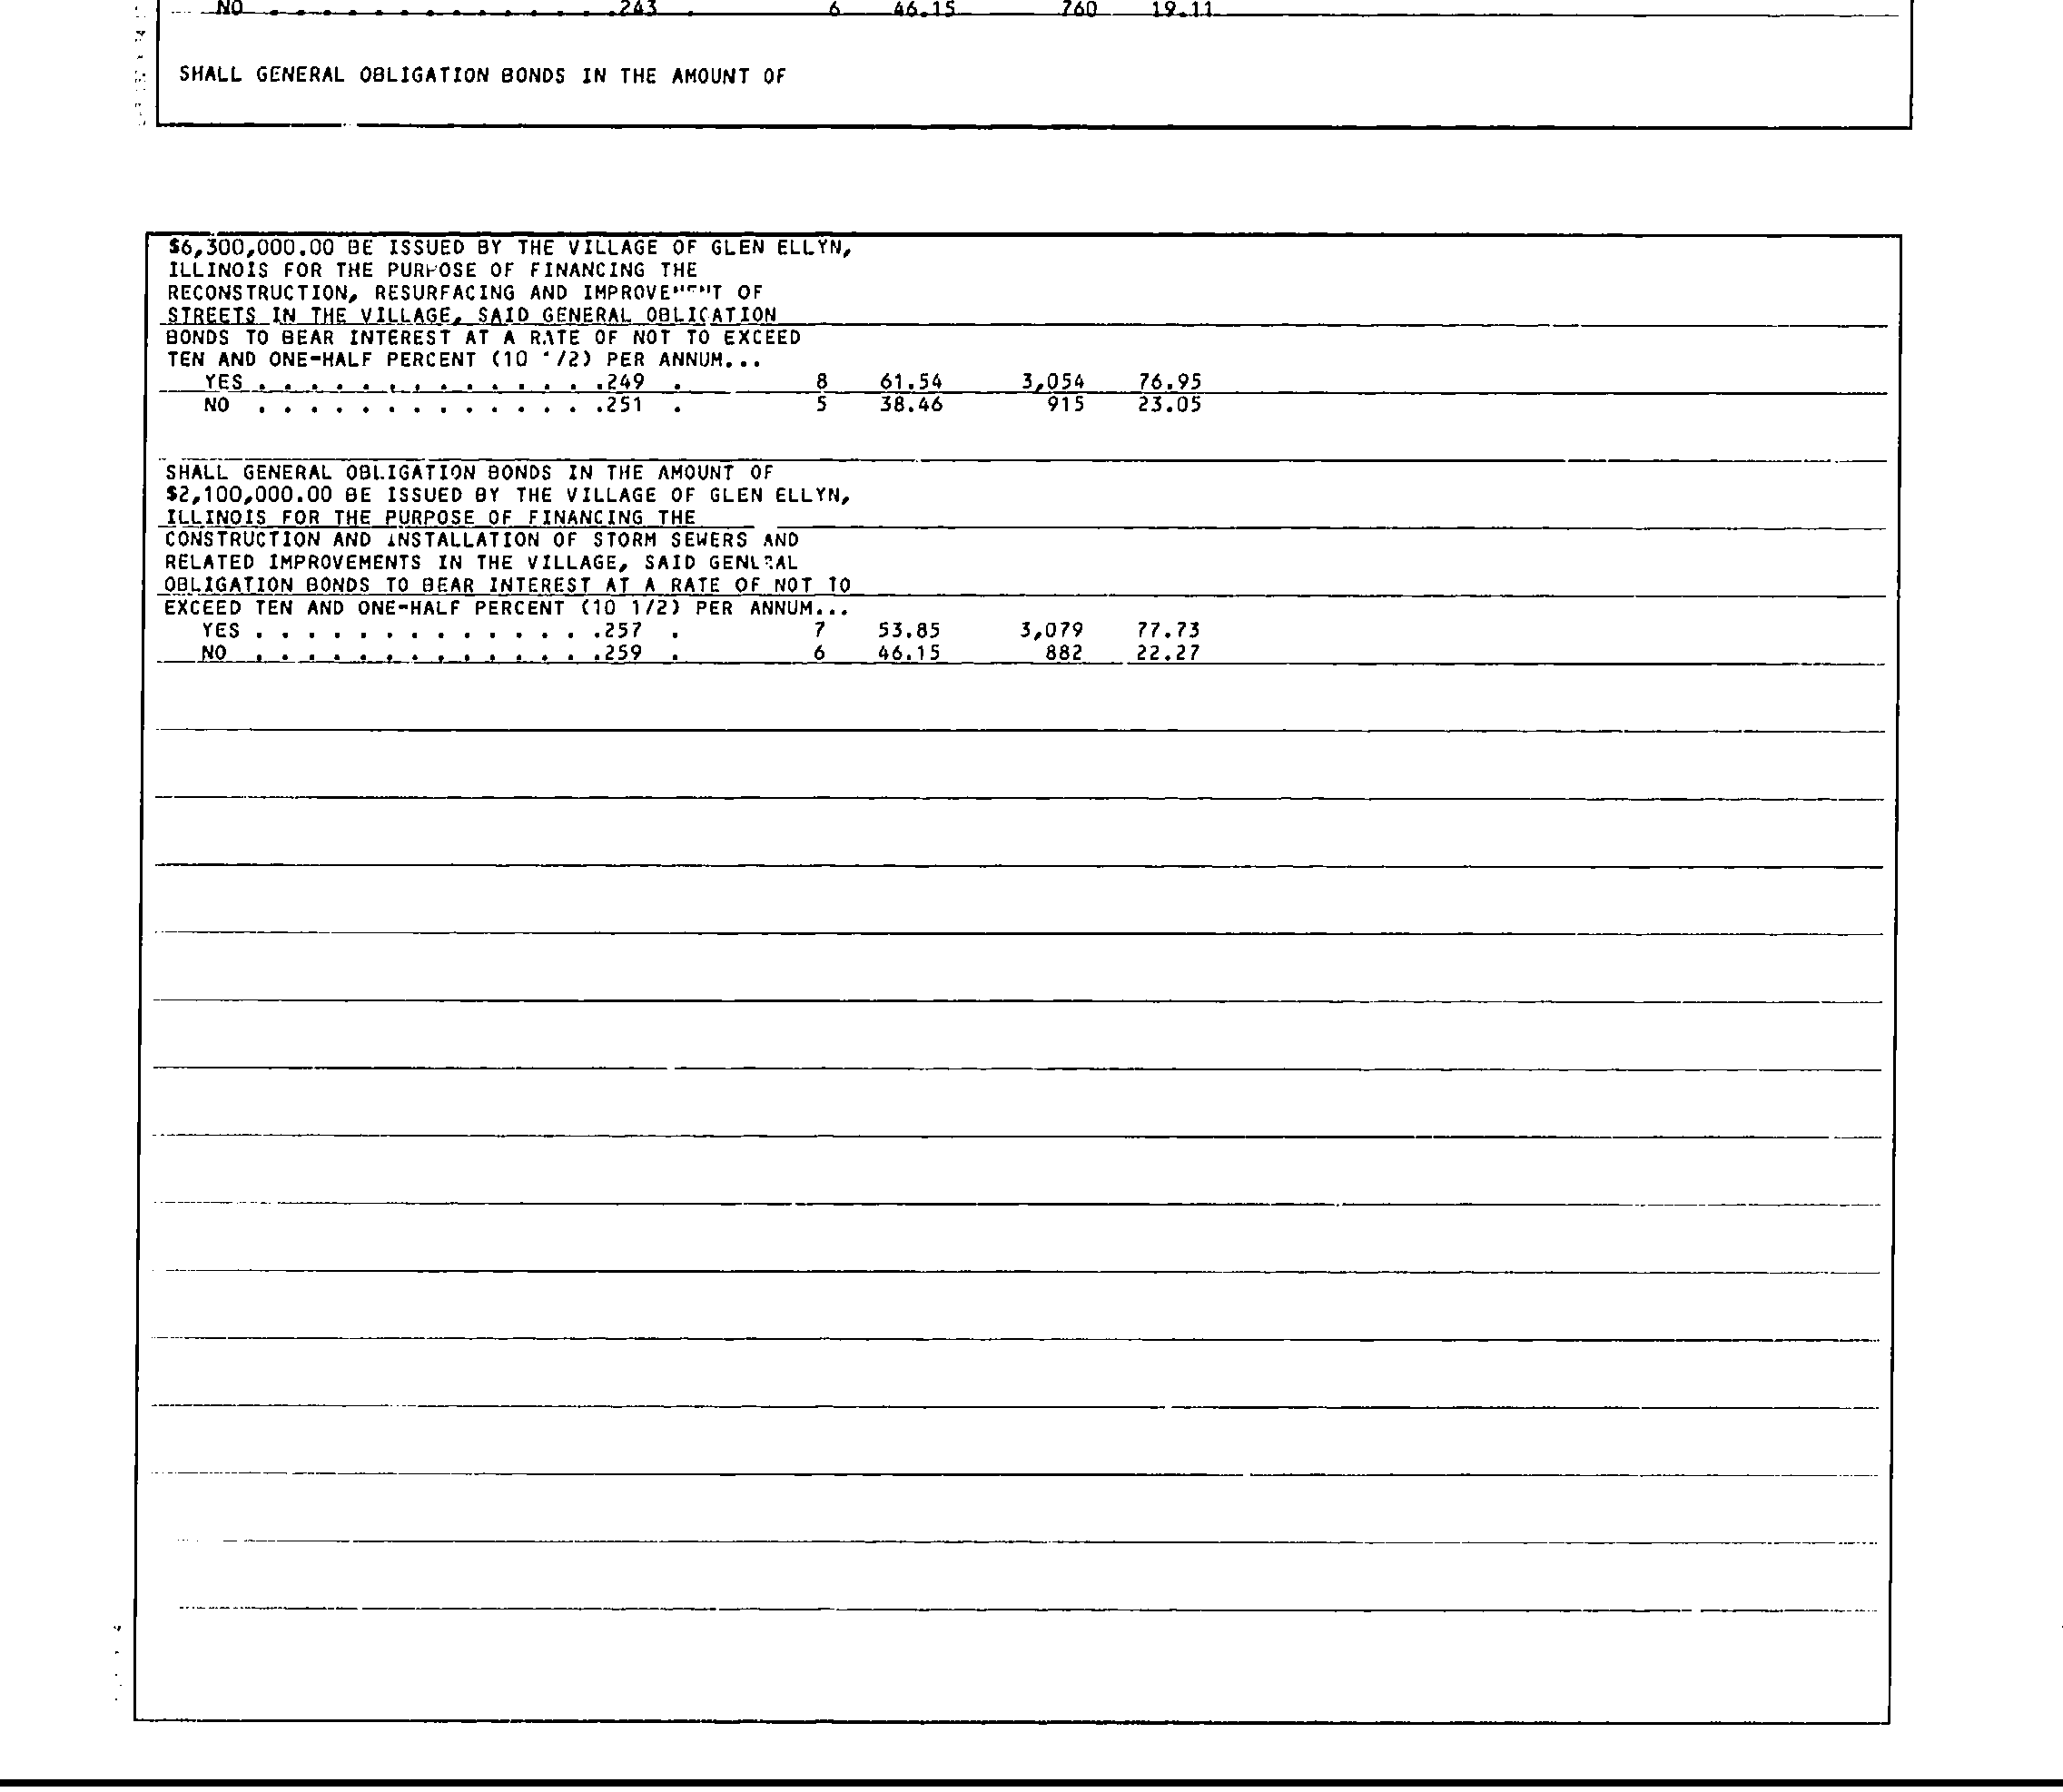 NO . . . . . . . . . . . . . .243 . 6 46.15 760 19.11
SHALL GENERAL OBLIGATION BONDS IN THE AMOUNT OF
$6,300,000.00 BE ISSUED BY THE VILLAGE OF GLEN ELLYN,
ILLINOIS FOR THE PURPOSE OF FINANCING THE
RECONSTRUCTION, RESURFACING AND IMPROVEMENT OF
STREETS IN THE VILLAGE, SAID GENERAL OBLIGATION
BONDS TO BEAR INTEREST AT A RATE OF NOT TO EXCEED
TEN AND ONE-HALF PERCENT (10 1/2) PER ANNUM...
YES . . . . . . . . . . . . . .249 . 8 61.54 3,054 76.95
NO . . . . . . . . . . . . . .251 . 5 38.46 915 23.05
SHALL GENERAL OBLIGATION BONDS IN THE AMOUNT OF
$2,100,000.00 BE ISSUED BY THE VILLAGE OF GLEN ELLYN,
ILLINOIS FOR THE PURPOSE OF FINANCING THE
CONSTRUCTION AND INSTALLATION OF STORM SEWERS AND
RELATED IMPROVEMENTS IN THE VILLAGE, SAID GENERAL
OBLIGATION BONDS TO BEAR INTEREST AT A RATE OF NOT TO
EXCEED TEN AND ONE-HALF PERCENT (10 1/2) PER ANNUM...
YES . . . . . . . . . . . . . .257 . 7 53.85 3,079 77.73
NO . . . . . . . . . . . . . .259 . 6 46.15 882 22.27